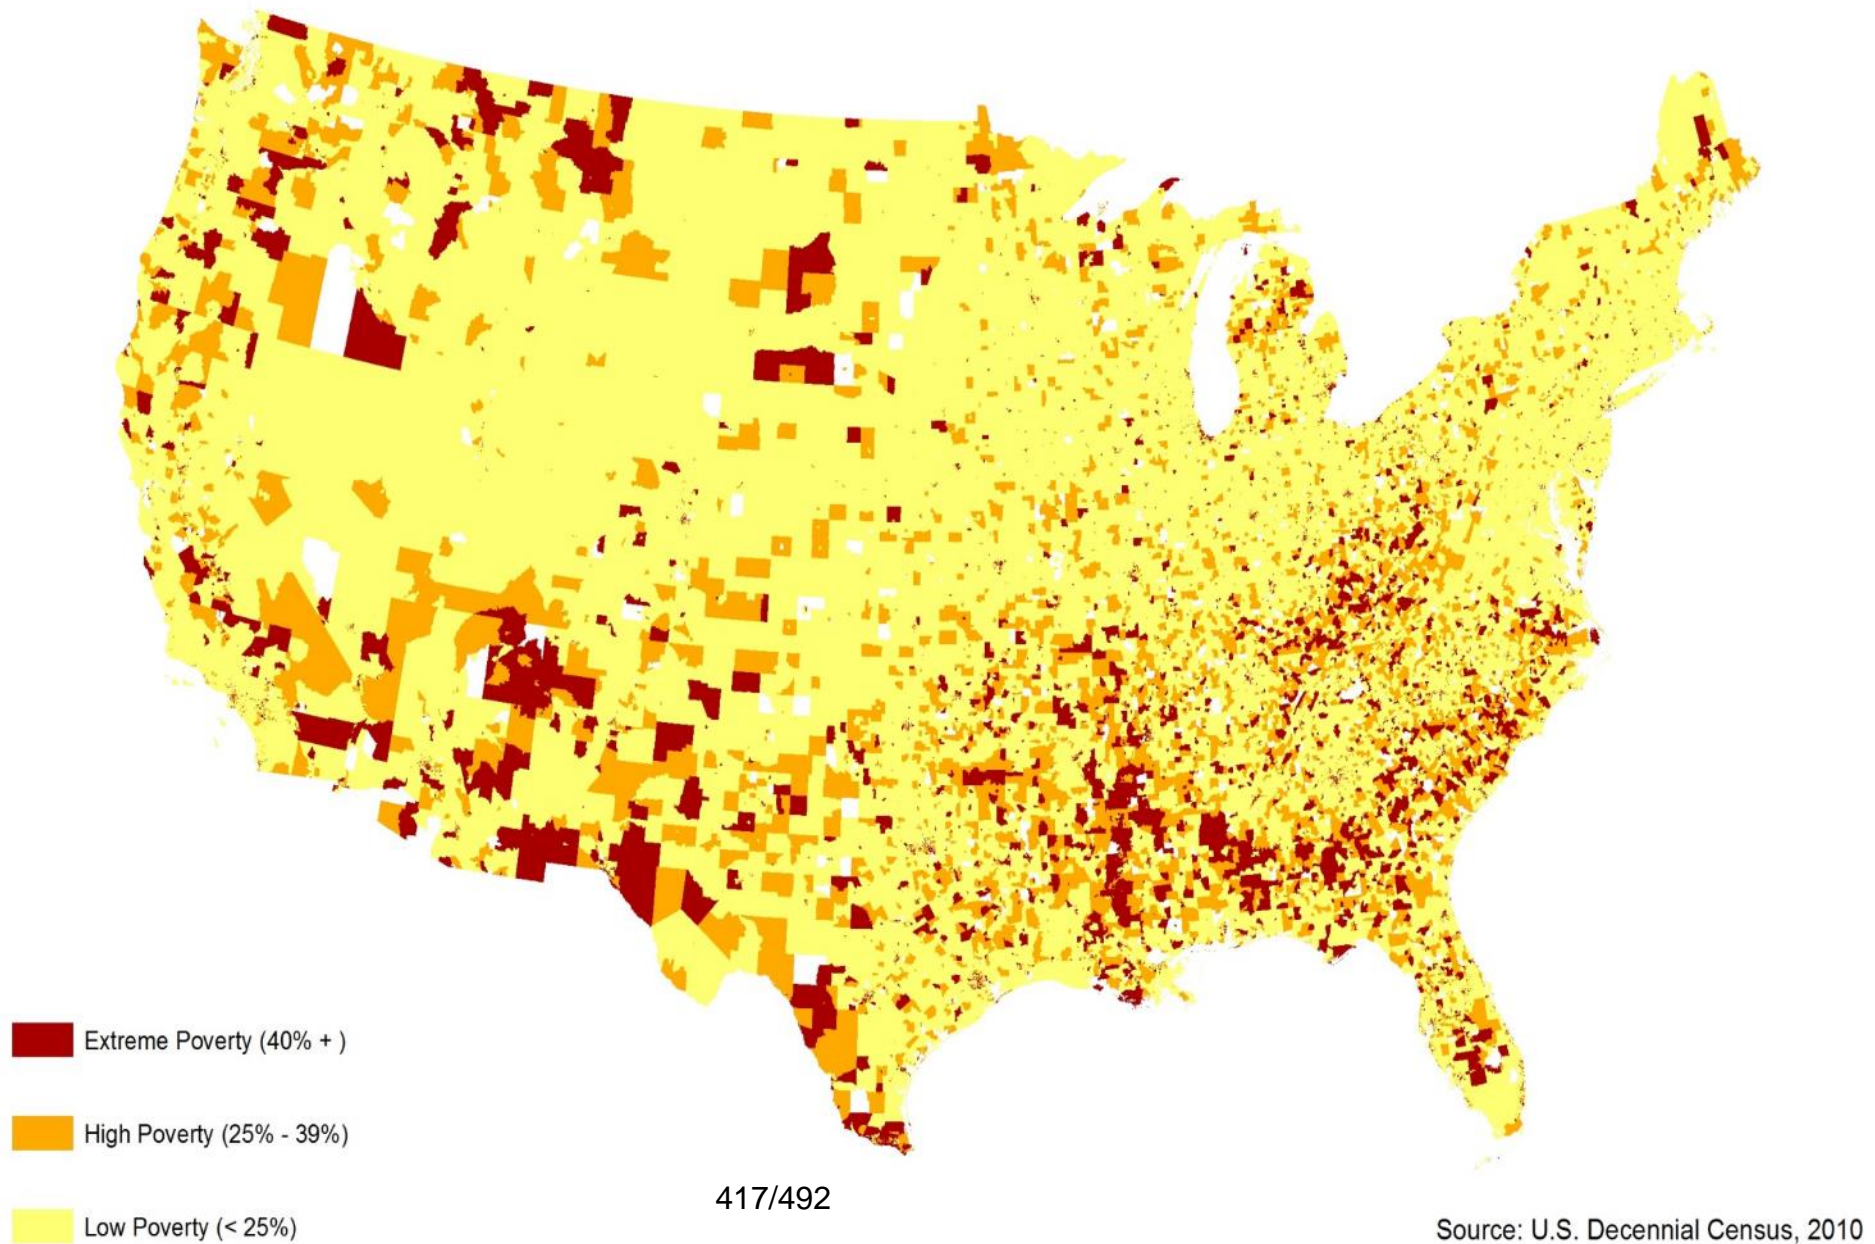 Extreme Poverty (40% + )
High Poverty (25% - 39%)
417/492
Low Poverty (< 25%)
Source: U.S. Decennial Census, 2010